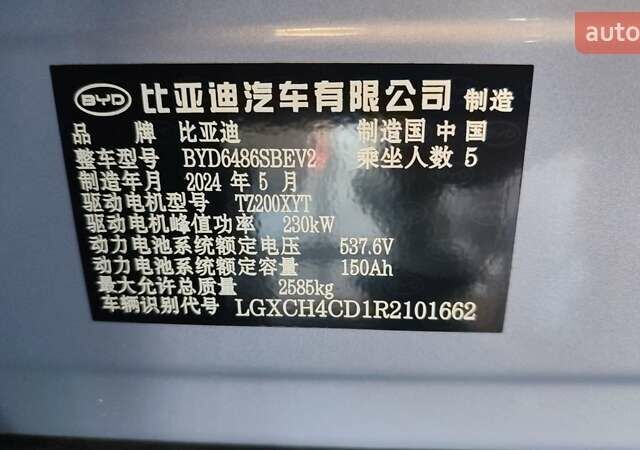 auto
BYD 比亚迪汽车有限公司 制造
品 牌 比亚迪 制造国 中国
整车型号 BYD6486SBEV2 乘坐人数 5
制造年月 2024 年 5 月
驱动电机型号 TZ200XYT
驱动电机峰值功率 230kW
动力电池系统额定电压 537.6V
动力电池系统额定容量 150Ah
最大允许总质量 2585kg
车辆识别代号 LGXCH4CD1R2101662